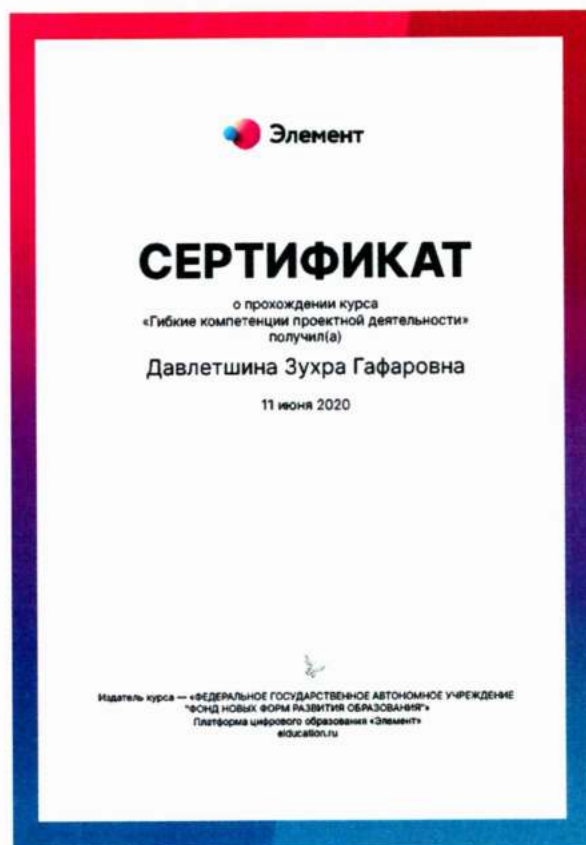 Элемент
СЕРТИФИКАТ
о прохождении курса
«Гибкие компетенции проектной деятельности»
получил(а)
Давлетшина Зухра Гафаровна
11 июня 2020
Издатель курса — «ФЕДЕРАЛЬНОЕ ГОСУДАРСТВЕННОЕ АВТОНОМНОЕ УЧРЕЖДЕНИЕ
"ФОНД НОВЫХ ФОРМ РАЗВИТИЯ ОБРАЗОВАНИЯ"»
Платформа цифрового образования «Элемент»
elducation.ru